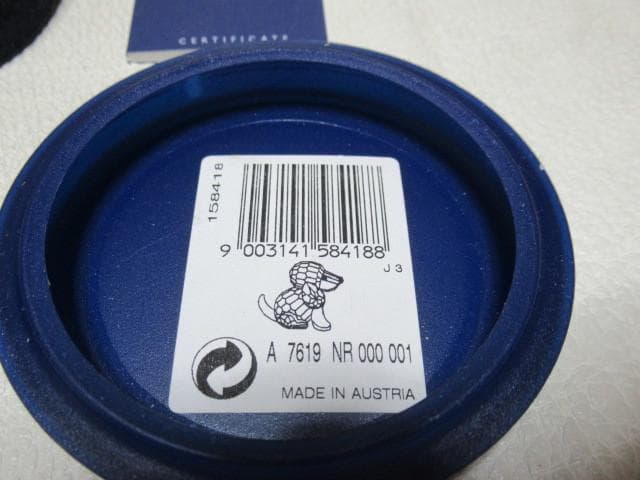 CERTIFICATE
158418
9 003141 584188
J 3
A 7619 NR 000 001
MADE IN AUSTRIA